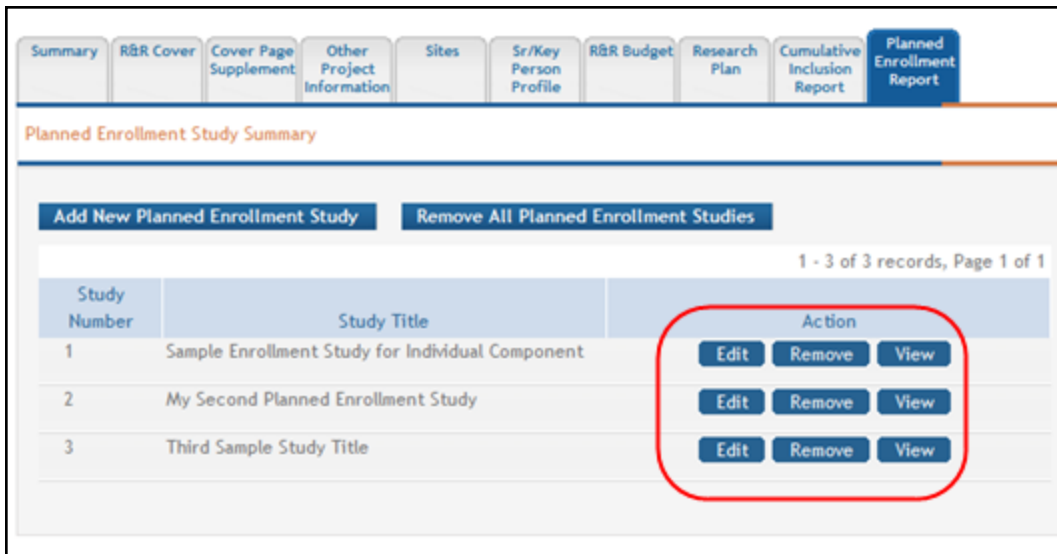 Summary
R&R Cover
Cover Page
Supplement
Other
Project
Information
Sites
Sr/Key
Person
Profile
R&R Budget
Research
Plan
Cumulative
Inclusion
Report
Planned
Enrollment
Report
Planned Enrollment Study Summary
Add New Planned Enrollment Study Remove All Planned Enrollment Studies
1 - 3 of 3 records, Page 1 of 1
Study
Number Study Title Action
1 Sample Enrollment Study for Individual Component Edit Remove View
2 My Second Planned Enrollment Study Edit Remove View
3 Third Sample Study Title Edit Remove View